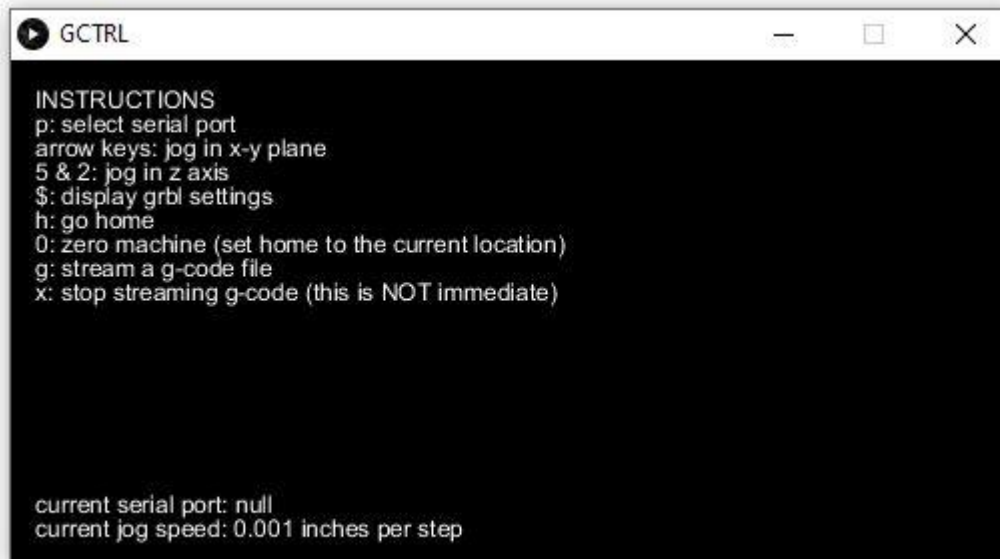 GCTRL
INSTRUCTIONS
p: select serial port
arrow keys: jog in x-y plane
5 & 2: jog in z axis
$: display grbl settings
h: go home
0: zero machine (set home to the current location)
g: stream a g-code file
x: stop streaming g-code (this is NOT immediate)
current serial port: null
current jog speed: 0.001 inches per step